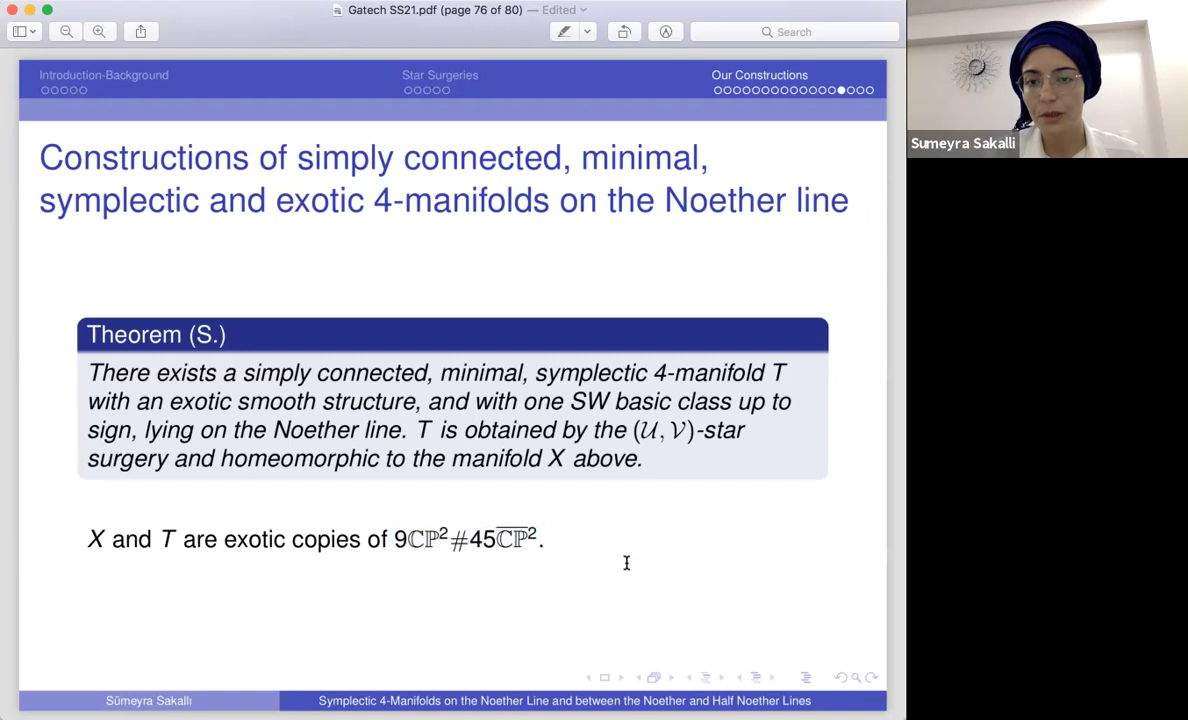 Gatech SS21.pdf (page 76 of 80) — Edited
Search
Introduction-Background
Star Surgeries
Our Constructions
Constructions of simply connected, minimal,
symplectic and exotic 4-manifolds on the Noether line
Theorem (S.)
There exists a simply connected, minimal, symplectic 4-manifold T
with an exotic smooth structure, and with one SW basic class up to
sign, lying on the Noether line. T is obtained by the (𝒰, 𝒱)-star
surgery and homeomorphic to the manifold X above.
X and T are exotic copies of 9ℂℙ²#45\overline{ℂℙ}².
Sümeyra Sakallı
Symplectic 4-Manifolds on the Noether Line and between the Noether and Half Noether Lines
Sumeyra Sakalli